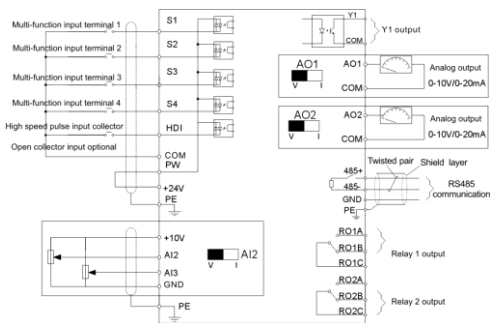 Multi-function input terminal 1
S1
Multi-function input terminal 2
S2
Multi-function input terminal 3
S3
Multi-function input terminal 4
S4
High speed pulse input collector
HDI
Open collector input optional
COM
PW
+24V
PE
+10V
AI2
AI3
GND
V I
AI2
PE
Y1
COM
Y1 output
AO1
V I
AO1
COM
Analog output
0-10V/0-20mA
AO2
V I
AO2
COM
Analog output
0-10V/0-20mA
Twisted pair
Shield layer
485+
485-
GND
PE
RS485
communication
RO1A
RO1B
RO1C
Relay 1 output
RO2A
RO2B
RO2C
Relay 2 output